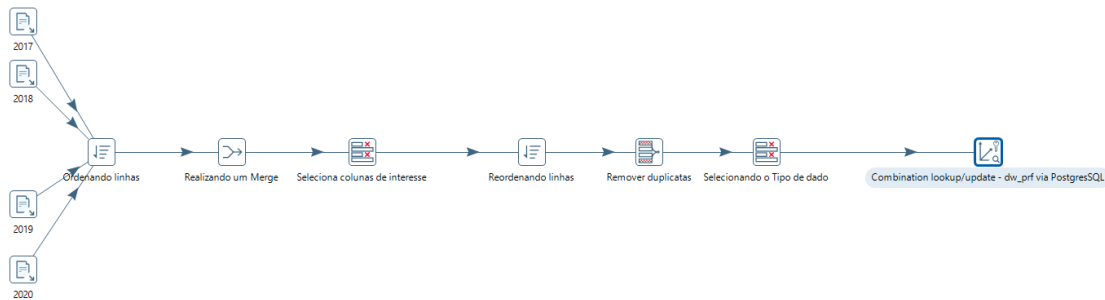 2017
2018
Ordenando linhas
Realizando um Merge
Seleciona colunas de interesse
Reordenando linhas
Remover duplicatas
Selecionando o Tipo de dado
Combination lookup/update - dw_prf via PostgresSQL
2019
2020